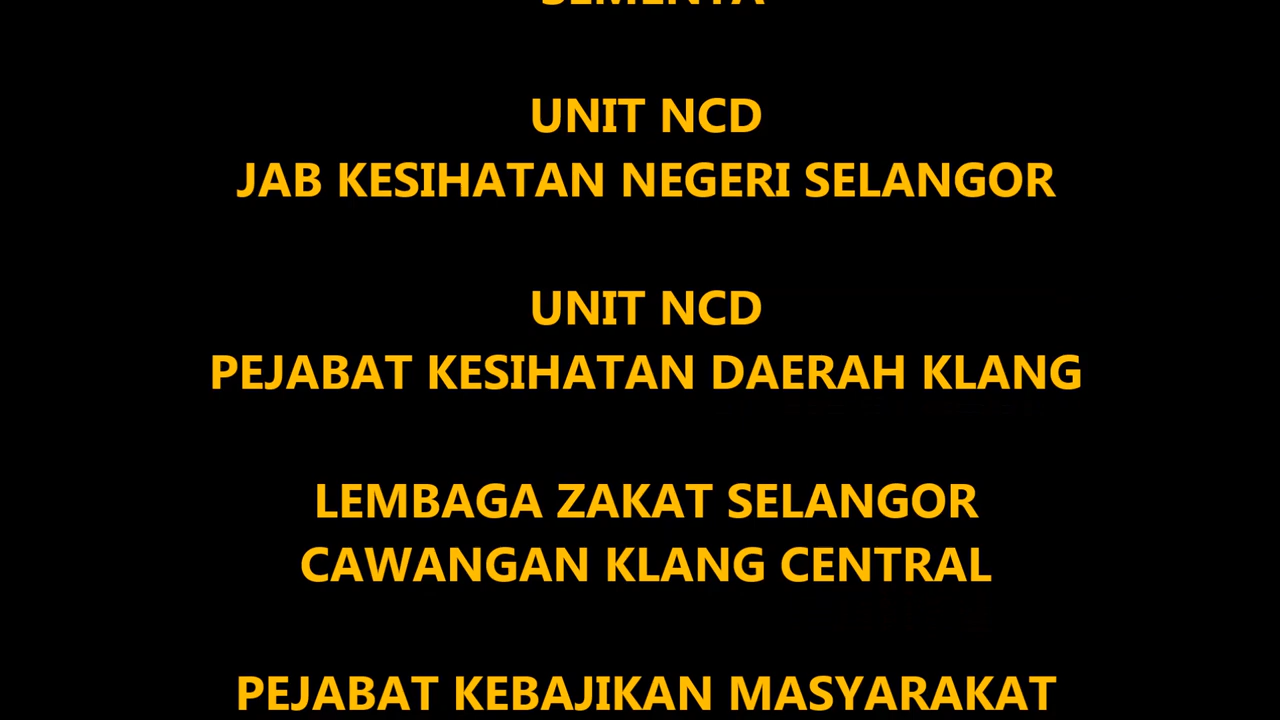 SEMENYA
UNIT NCD
JAB KESIHATAN NEGERI SELANGOR
UNIT NCD
PEJABAT KESIHATAN DAERAH KLANG
LEMBAGA ZAKAT SELANGOR
CAWANGAN KLANG CENTRAL
PEJABAT KEBAJIKAN MASYARAKAT